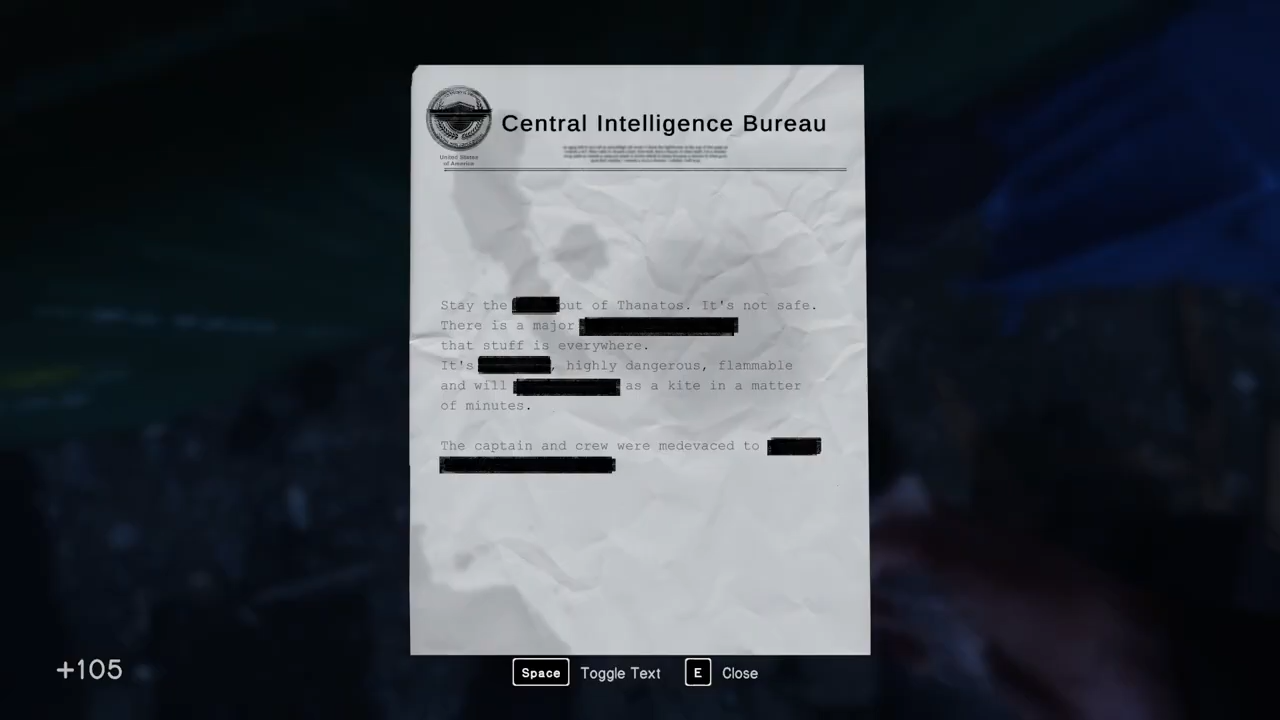 Central Intelligence Bureau
United States
of America
Stay the out of Thanatos. It's not safe.
There is a major
that stuff is everywhere.
It's , highly dangerous, flammable
and will as a kite in a matter
of minutes.
The captain and crew were medevaced to
+105
Space Toggle Text E Close